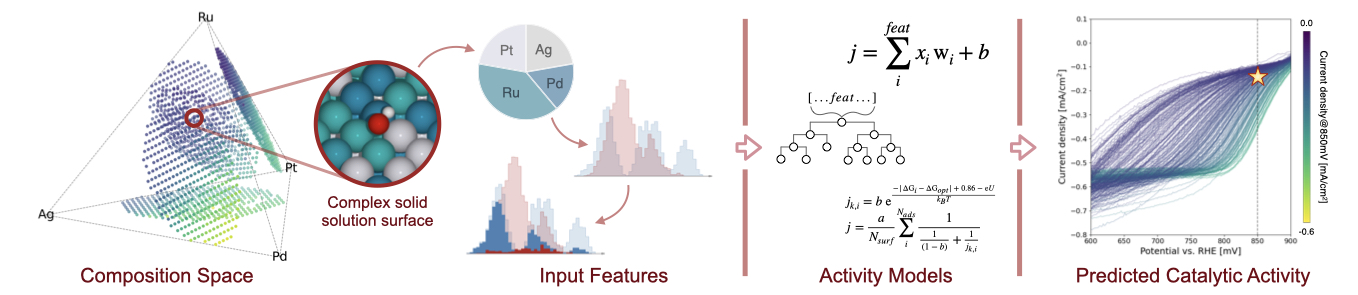 Ru
Pt
Ag
Pd
Complex solid
solution surface
Composition Space
Pt
Ag
Ru
Pd
Input Features
j = \sum_{i}^{feat} x_i w_i + b
[...feat...]
j_{k,i} = b e^{\frac{-|ΔG_i - ΔG_{opt}| + 0.86 - eU}{k_B T}}
j = \frac{a}{N_{surf}} \sum_{i}^{N_{ads}} \frac{1}{\frac{1}{(1-b)} + \frac{1}{j_{k,i}}}
Activity Models
0.1
0.0
−0.1
−0.2
−0.3
−0.4
−0.5
−0.6
−0.7
−0.8
Current density [mA/cm²]
600
650
700
750
800
850
900
Potential vs. RHE [mV]
0.0
-0.6
Current density@850mV [mA/cm²]
Predicted Catalytic Activity